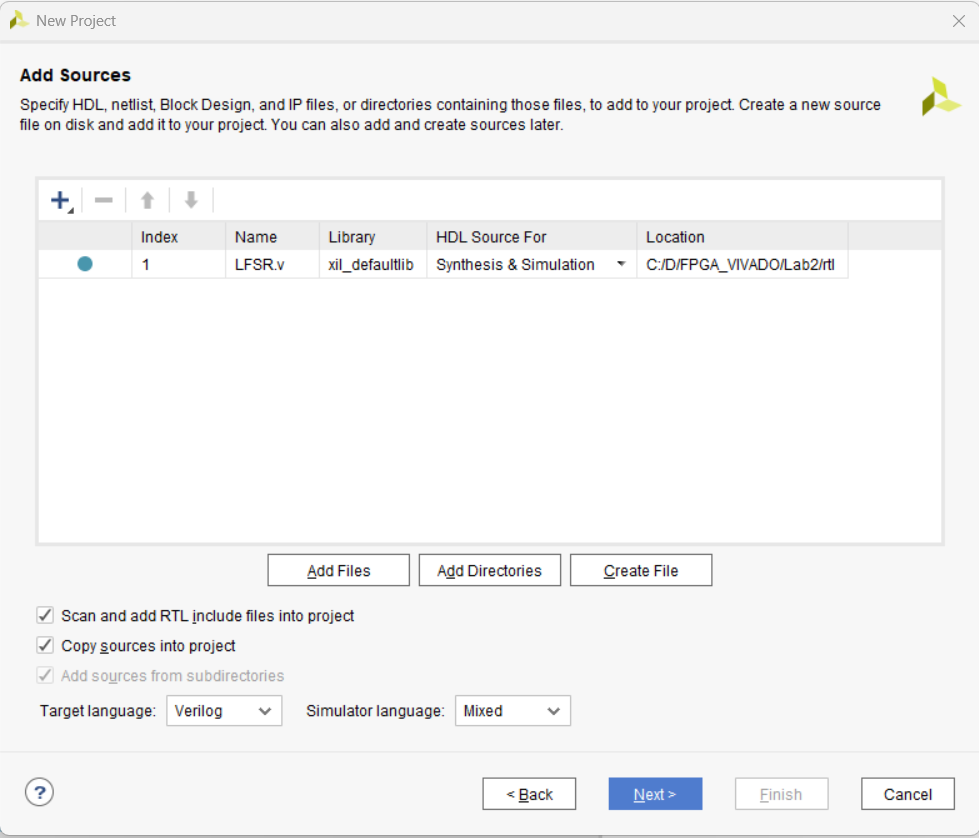 New Project
Add Sources
Specify HDL, netlist, Block Design, and IP files, or directories containing those files, to add to your project. Create a new source
file on disk and add it to your project. You can also add and create sources later.
Index Name Library HDL Source For Location
1 LFSR.v xil_defaultlib Synthesis & Simulation C:/D/FPGA_VIVADO/Lab2/rtl
Add Files Add Directories Create File
Scan and add RTL include files into project
Copy sources into project
Add sources from subdirectories
Target language: Verilog Simulator language: Mixed
? < Back Next > Finish Cancel